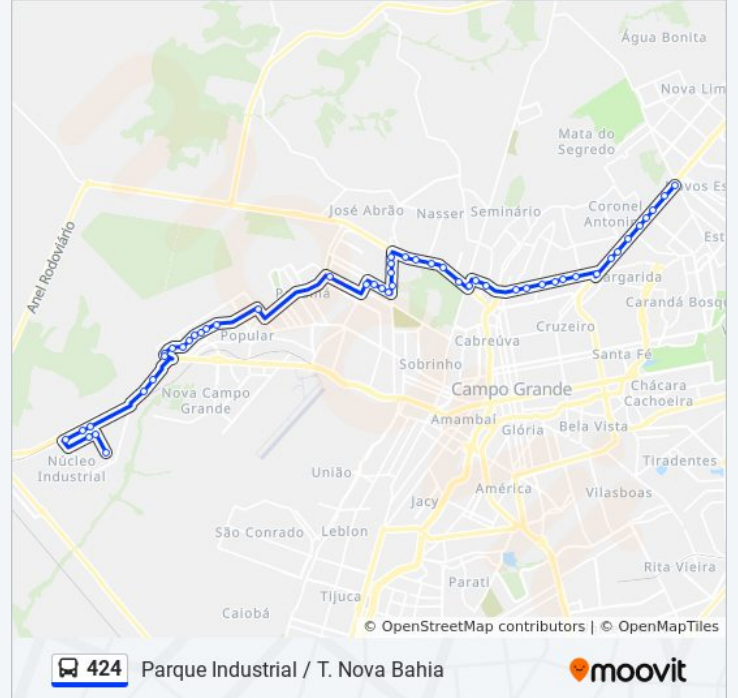 Água Bonita
Nova Lim
Mata do
Segredo
José Abrão
Nasser
Seminário
Coronel
Antonin
Novos Es
Est
Anel Rodoviário
Margarida
Carandá Bosqu
Popular
Cruzeiro
Cabreúva
Santa Fé
Sobrinho
Nova Campo
Grande
Campo Grande
Chácara
Cachoeira
Amambaí
Glória
Bela Vista
Núcleo
Industrial
União
América
Tiradentes
Vilasboas
Jacy
São Conrado
Leblon
Rita Vieira
Parati
Tijuca
Caiobá
© OpenStreetMap contributors | © OpenMapTiles
424
Parque Industrial / T. Nova Bahia
moovit